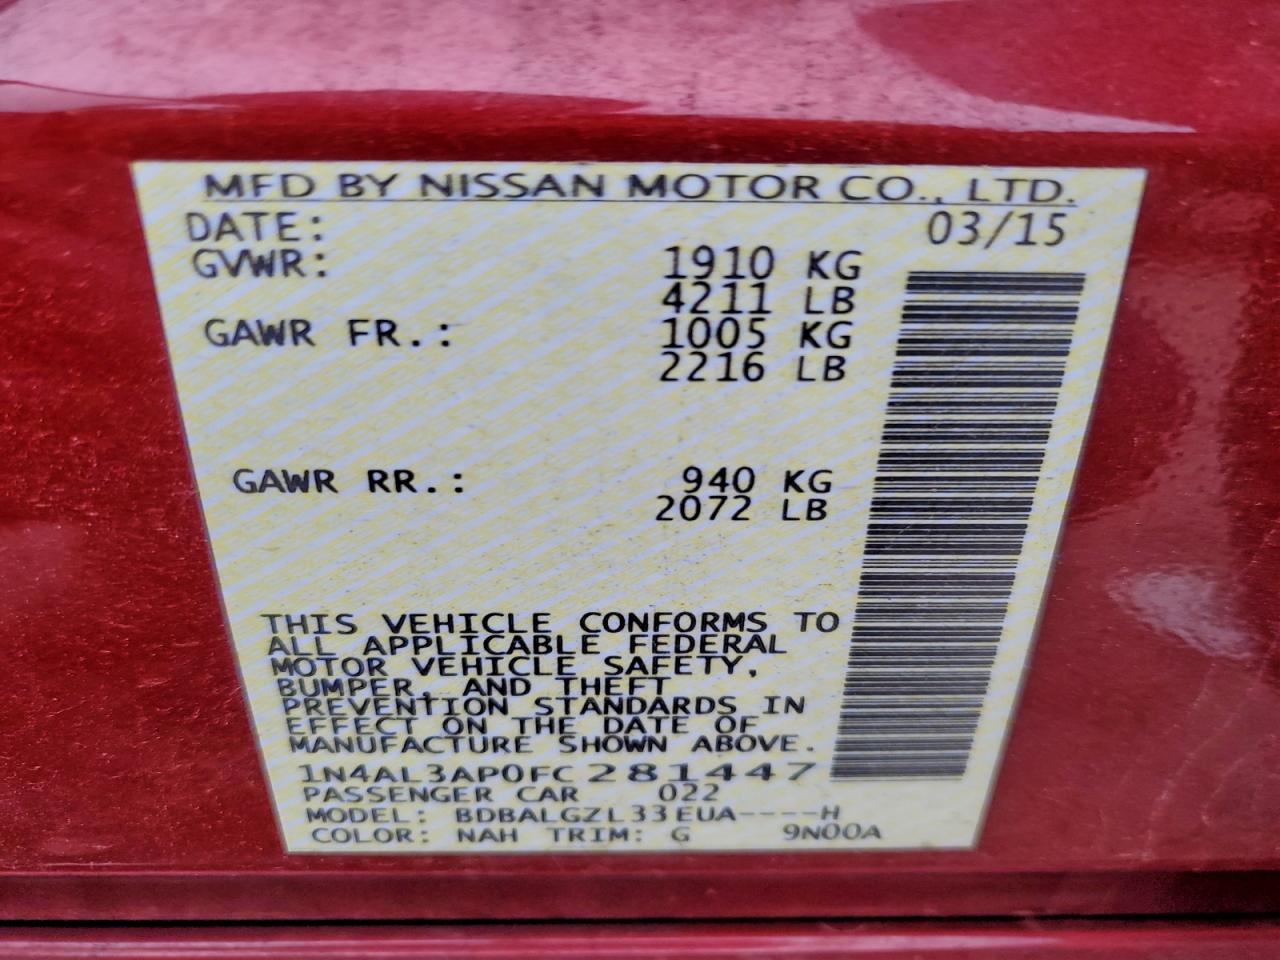 MFD BY NISSAN MOTOR CO., LTD.
DATE: 03/15
GVWR: 1910 KG
4211 LB
GAWR FR.: 1005 KG
2216 LB
GAWR RR.: 940 KG
2072 LB
THIS VEHICLE CONFORMS TO
ALL APPLICABLE FEDERAL
MOTOR VEHICLE SAFETY,
BUMPER, AND THEFT
PREVENTION STANDARDS IN
EFFECT ON THE DATE OF
MANUFACTURE SHOWN ABOVE.
1N4AL3AP0FC281447
PASSENGER CAR 022
MODEL: BDBALGZL33EUA----H
COLOR: NAH TRIM: G 9N00A